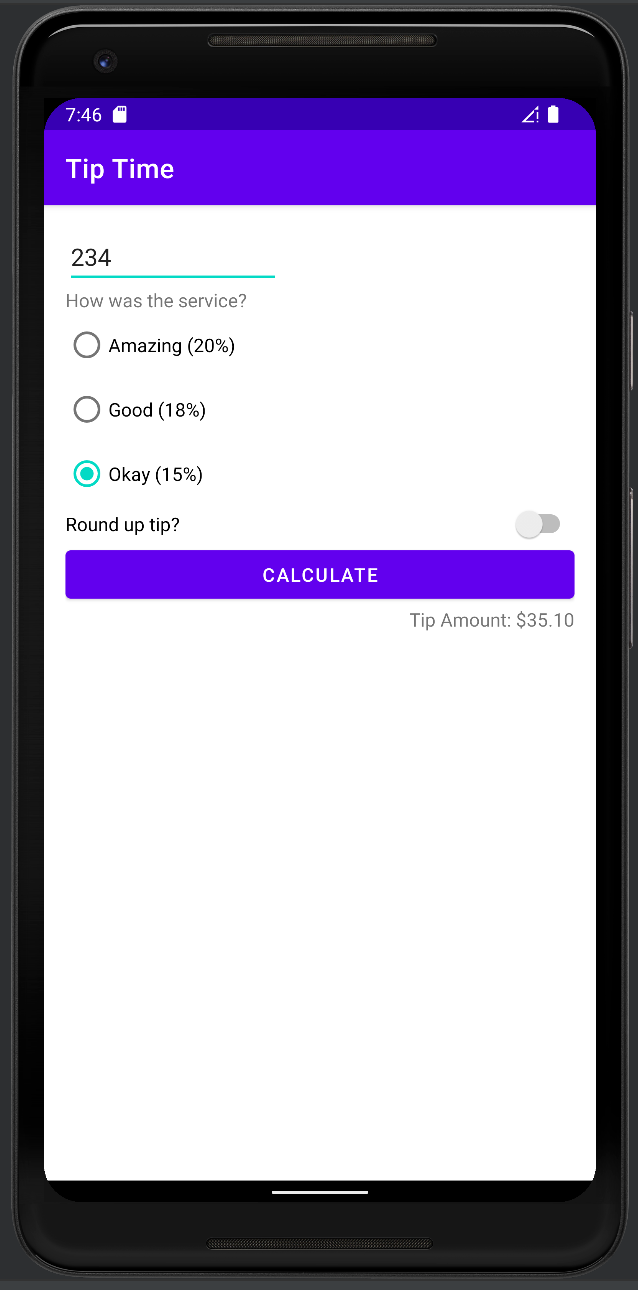 7:46
Tip Time
234
How was the service?
Amazing (20%)
Good (18%)
Okay (15%)
Round up tip?
CALCULATE
Tip Amount: $35.10